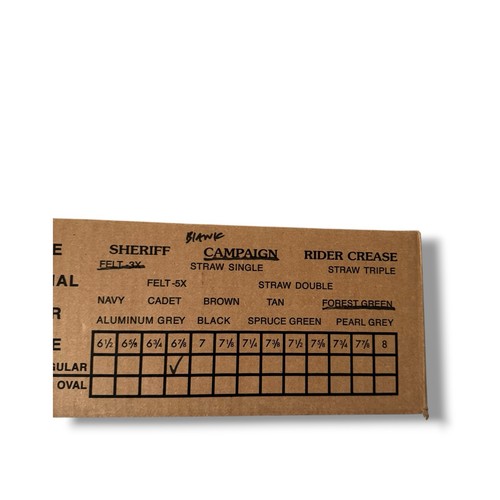 BlANK
E SHERIFF CAMPAIGN RIDER CREASE
FELT-3X STRAW SINGLE STRAW TRIPLE
IAL FELT-5X STRAW DOUBLE
NAVY CADET BROWN TAN FOREST GREEN
R ALUMINUM GREY BLACK SPRUCE GREEN PEARL GREY
E 6½ 6⅝ 6¾ 6⅞ 7 7⅛ 7¼ 7⅜ 7½ 7⅝ 7¾ 7⅞ 8
GULAR ✓
OVAL